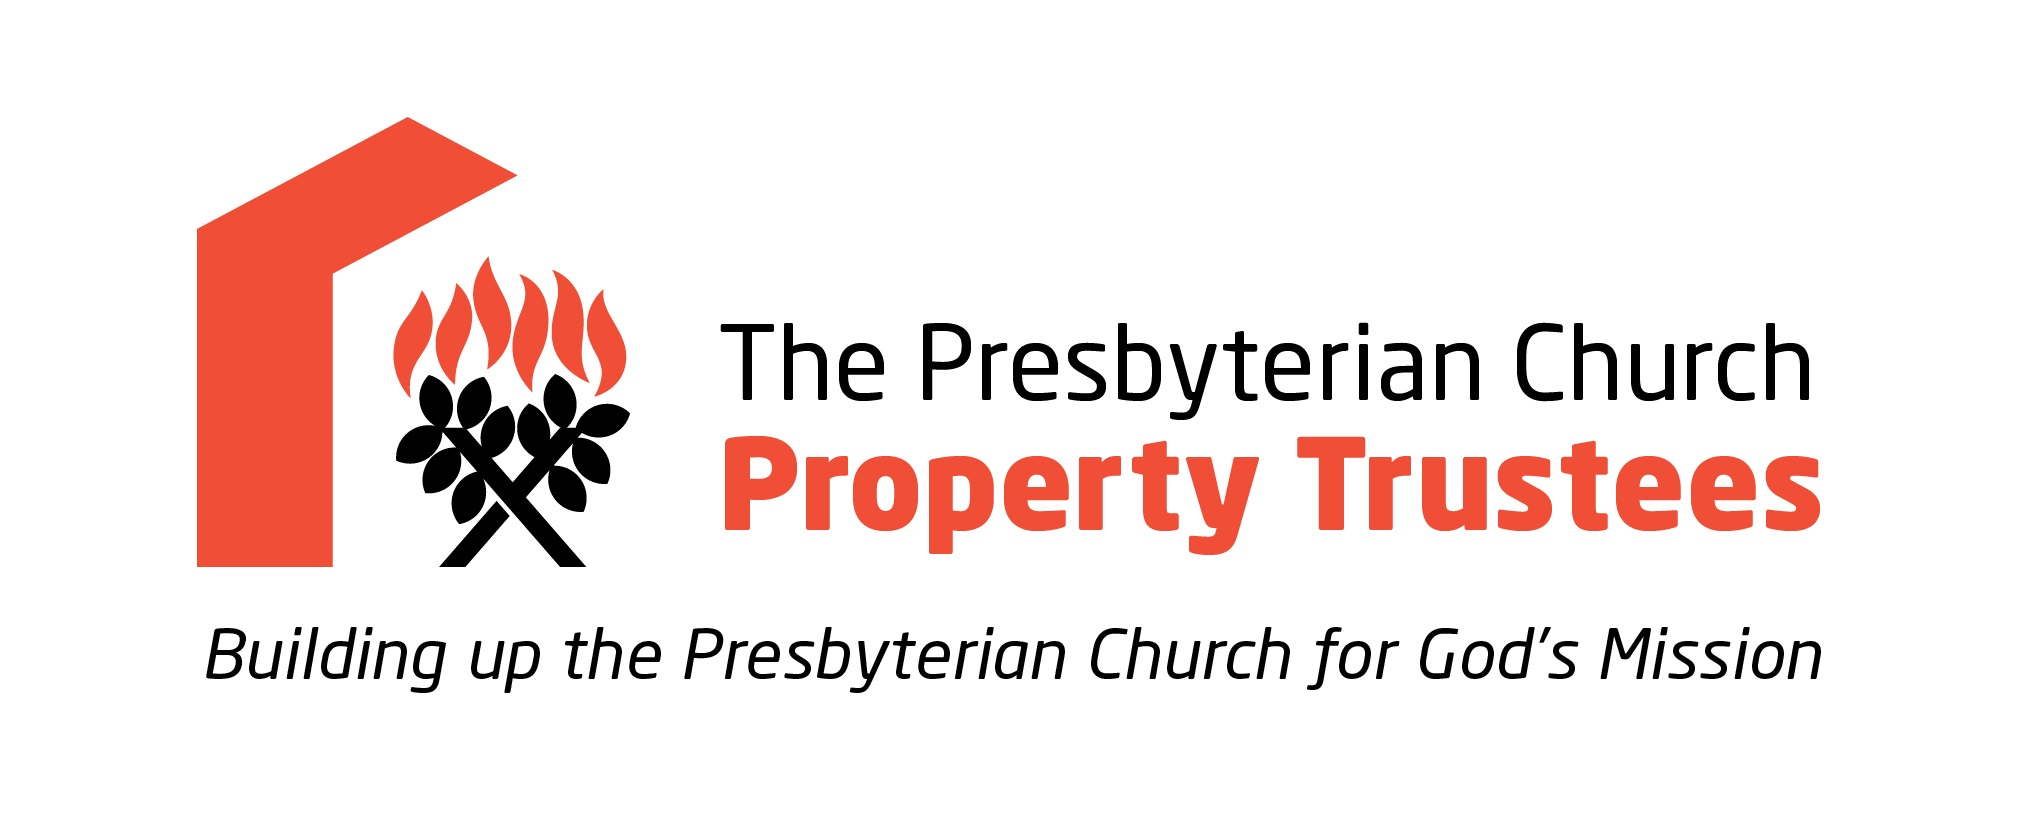 The Presbyterian Church
Property Trustees
Building up the Presbyterian Church for God’s Mission